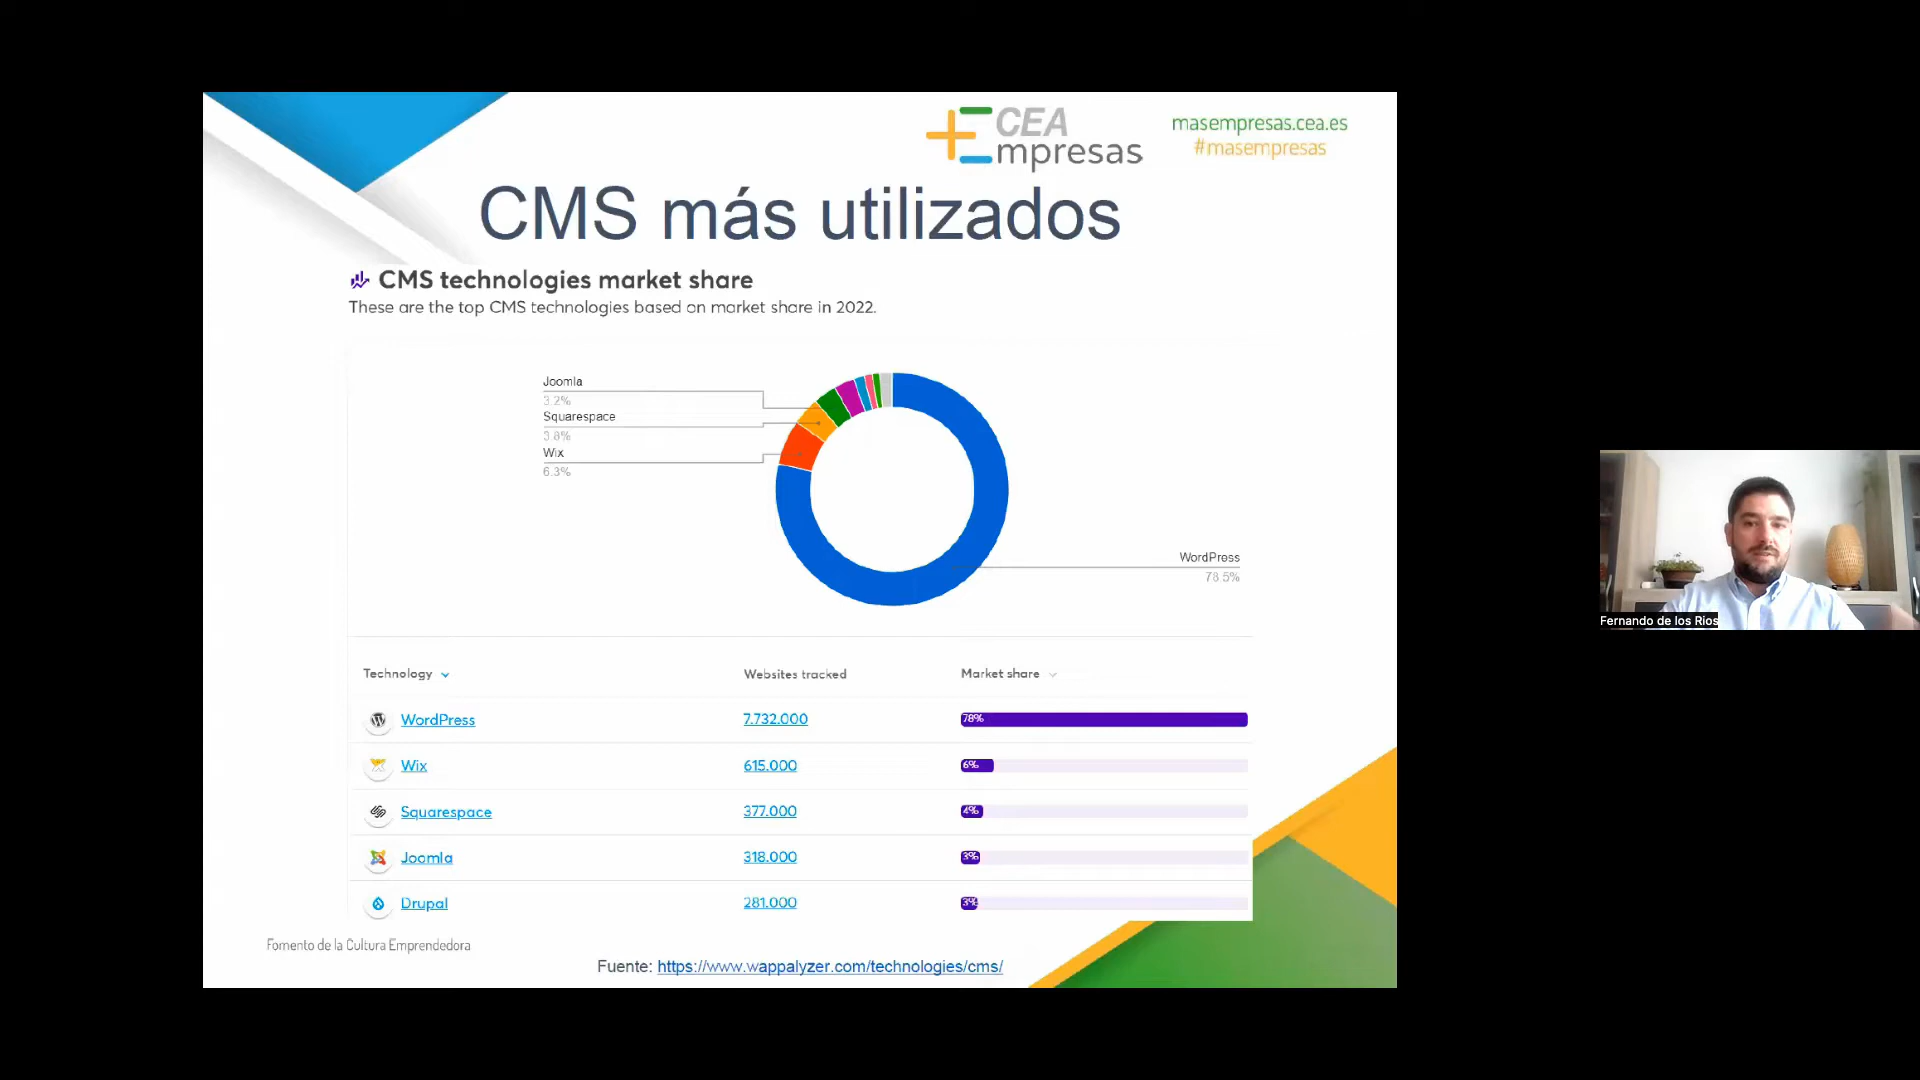 CEA
Empresas
masempresas.cea.es
#masempresas
CMS más utilizados
CMS technologies market share
These are the top CMS technologies based on market share in 2022.
Joomla
3.2%
Squarespace
3.8%
Wix
6.3%
WordPress
78.5%
Technology
Websites tracked
Market share
WordPress
7.732.000
78%
Wix
615.000
6%
Squarespace
377.000
4%
Joomla
318.000
3%
Drupal
281.000
3%
Fomento de la Cultura Emprendedora
Fuente: https://www.wappalyzer.com/technologies/cms/
Fernando de los Rios